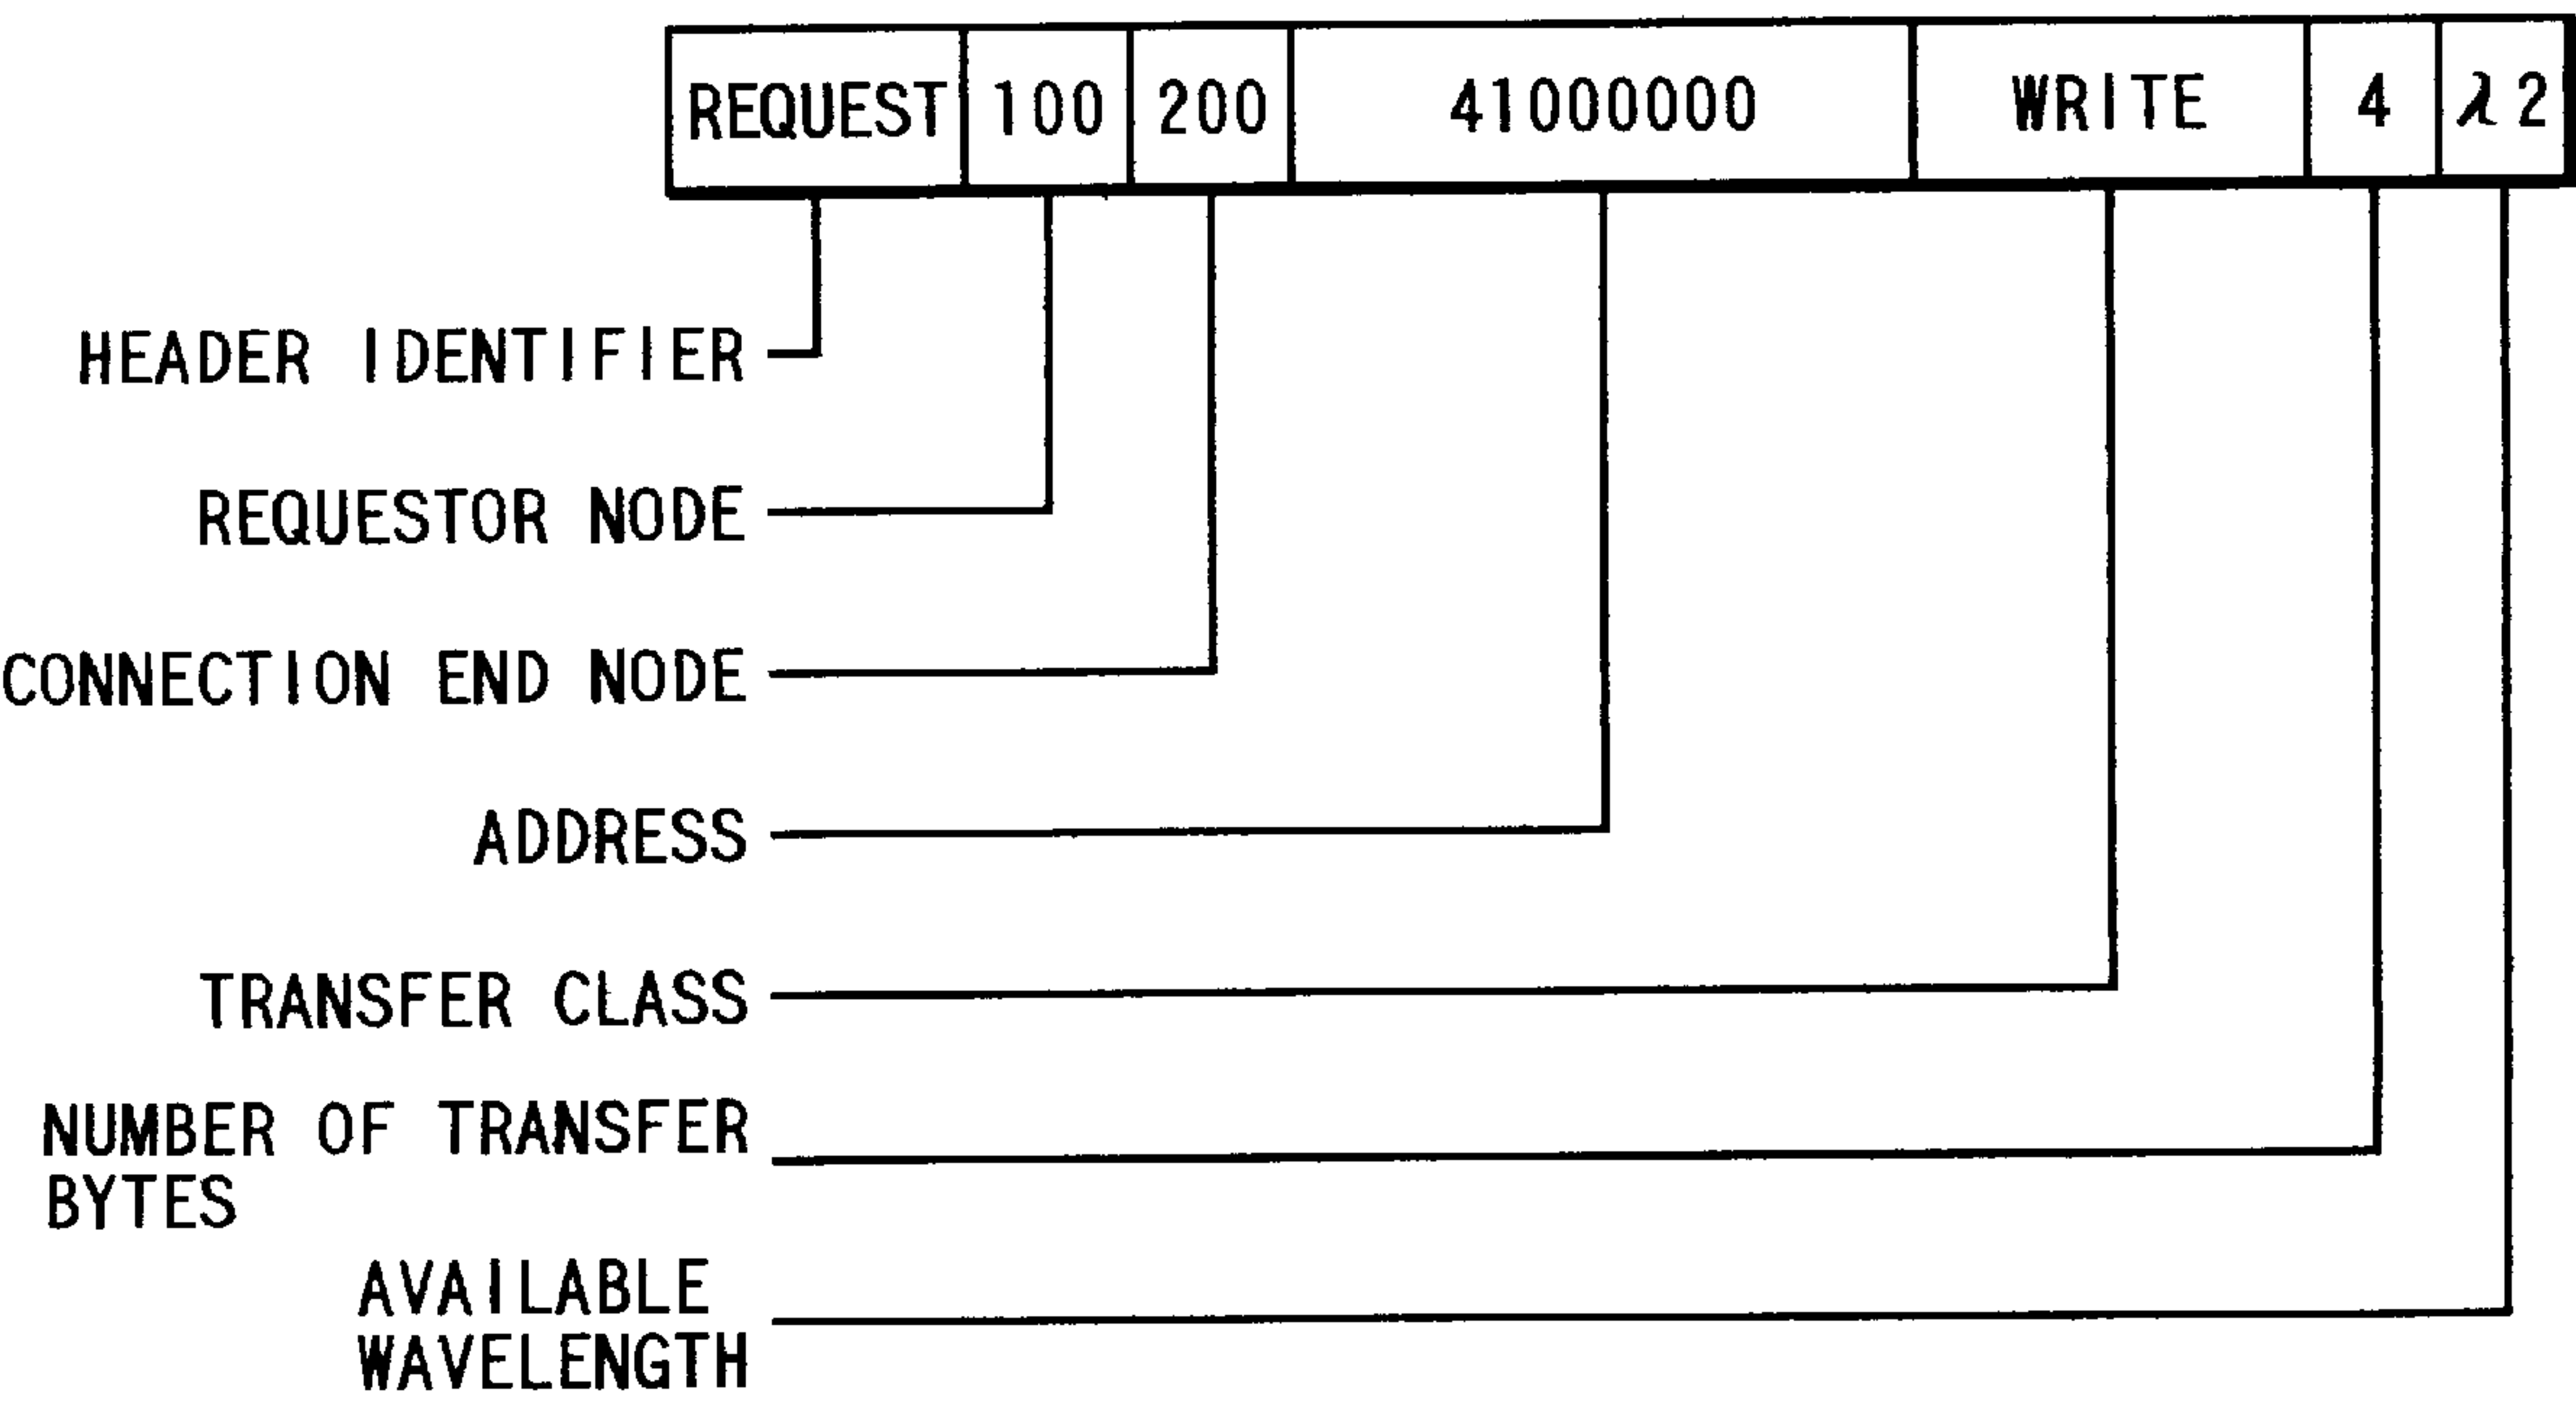 REQUEST 100 200 41000000 WRITE 4 λ2
HEADER IDENTIFIER
REQUESTOR NODE
CONNECTION END NODE
ADDRESS
TRANSFER CLASS
NUMBER OF TRANSFER
BYTES
AVAILABLE
WAVELENGTH